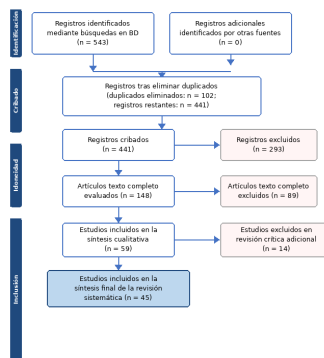 Identificación
Registros identificados
mediante búsquedas en BD
(n = 543)
Registros adicionales
identificados por otras fuentes
(n = 0)
Cribado
Registros tras eliminar duplicados
(duplicados eliminados: n = 102;
registros restantes: n = 441)
Registros cribados
(n = 441)
Registros excluidos
(n = 293)
Idoneidad
Artículos texto completo
evaluados (n = 148)
Artículos texto completo
excluidos (n = 89)
Inclusión
Estudios incluidos en la
síntesis cualitativa
(n = 59)
Estudios excluidos en
revisión crítica adicional
(n = 14)
Estudios incluidos en la
síntesis final de la revisión
sistemática (n = 45)